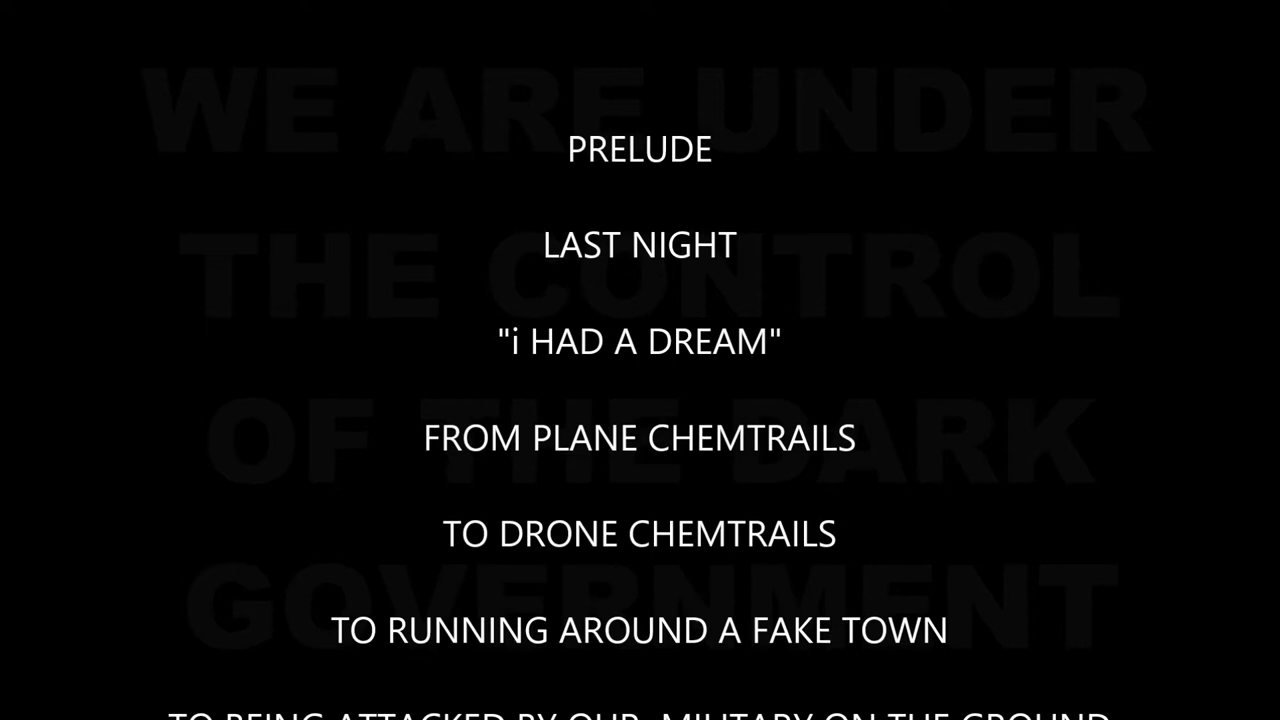 WE ARE UNDER
PRELUDE
LAST NIGHT
THE CONTROL
"i HAD A DREAM"
OF THE DARK
FROM PLANE CHEMTRAILS
TO DRONE CHEMTRAILS
GOVERNMENT
TO RUNNING AROUND A FAKE TOWN
TO BEING ATTACKED BY OUR MILITARY ON THE GROUND